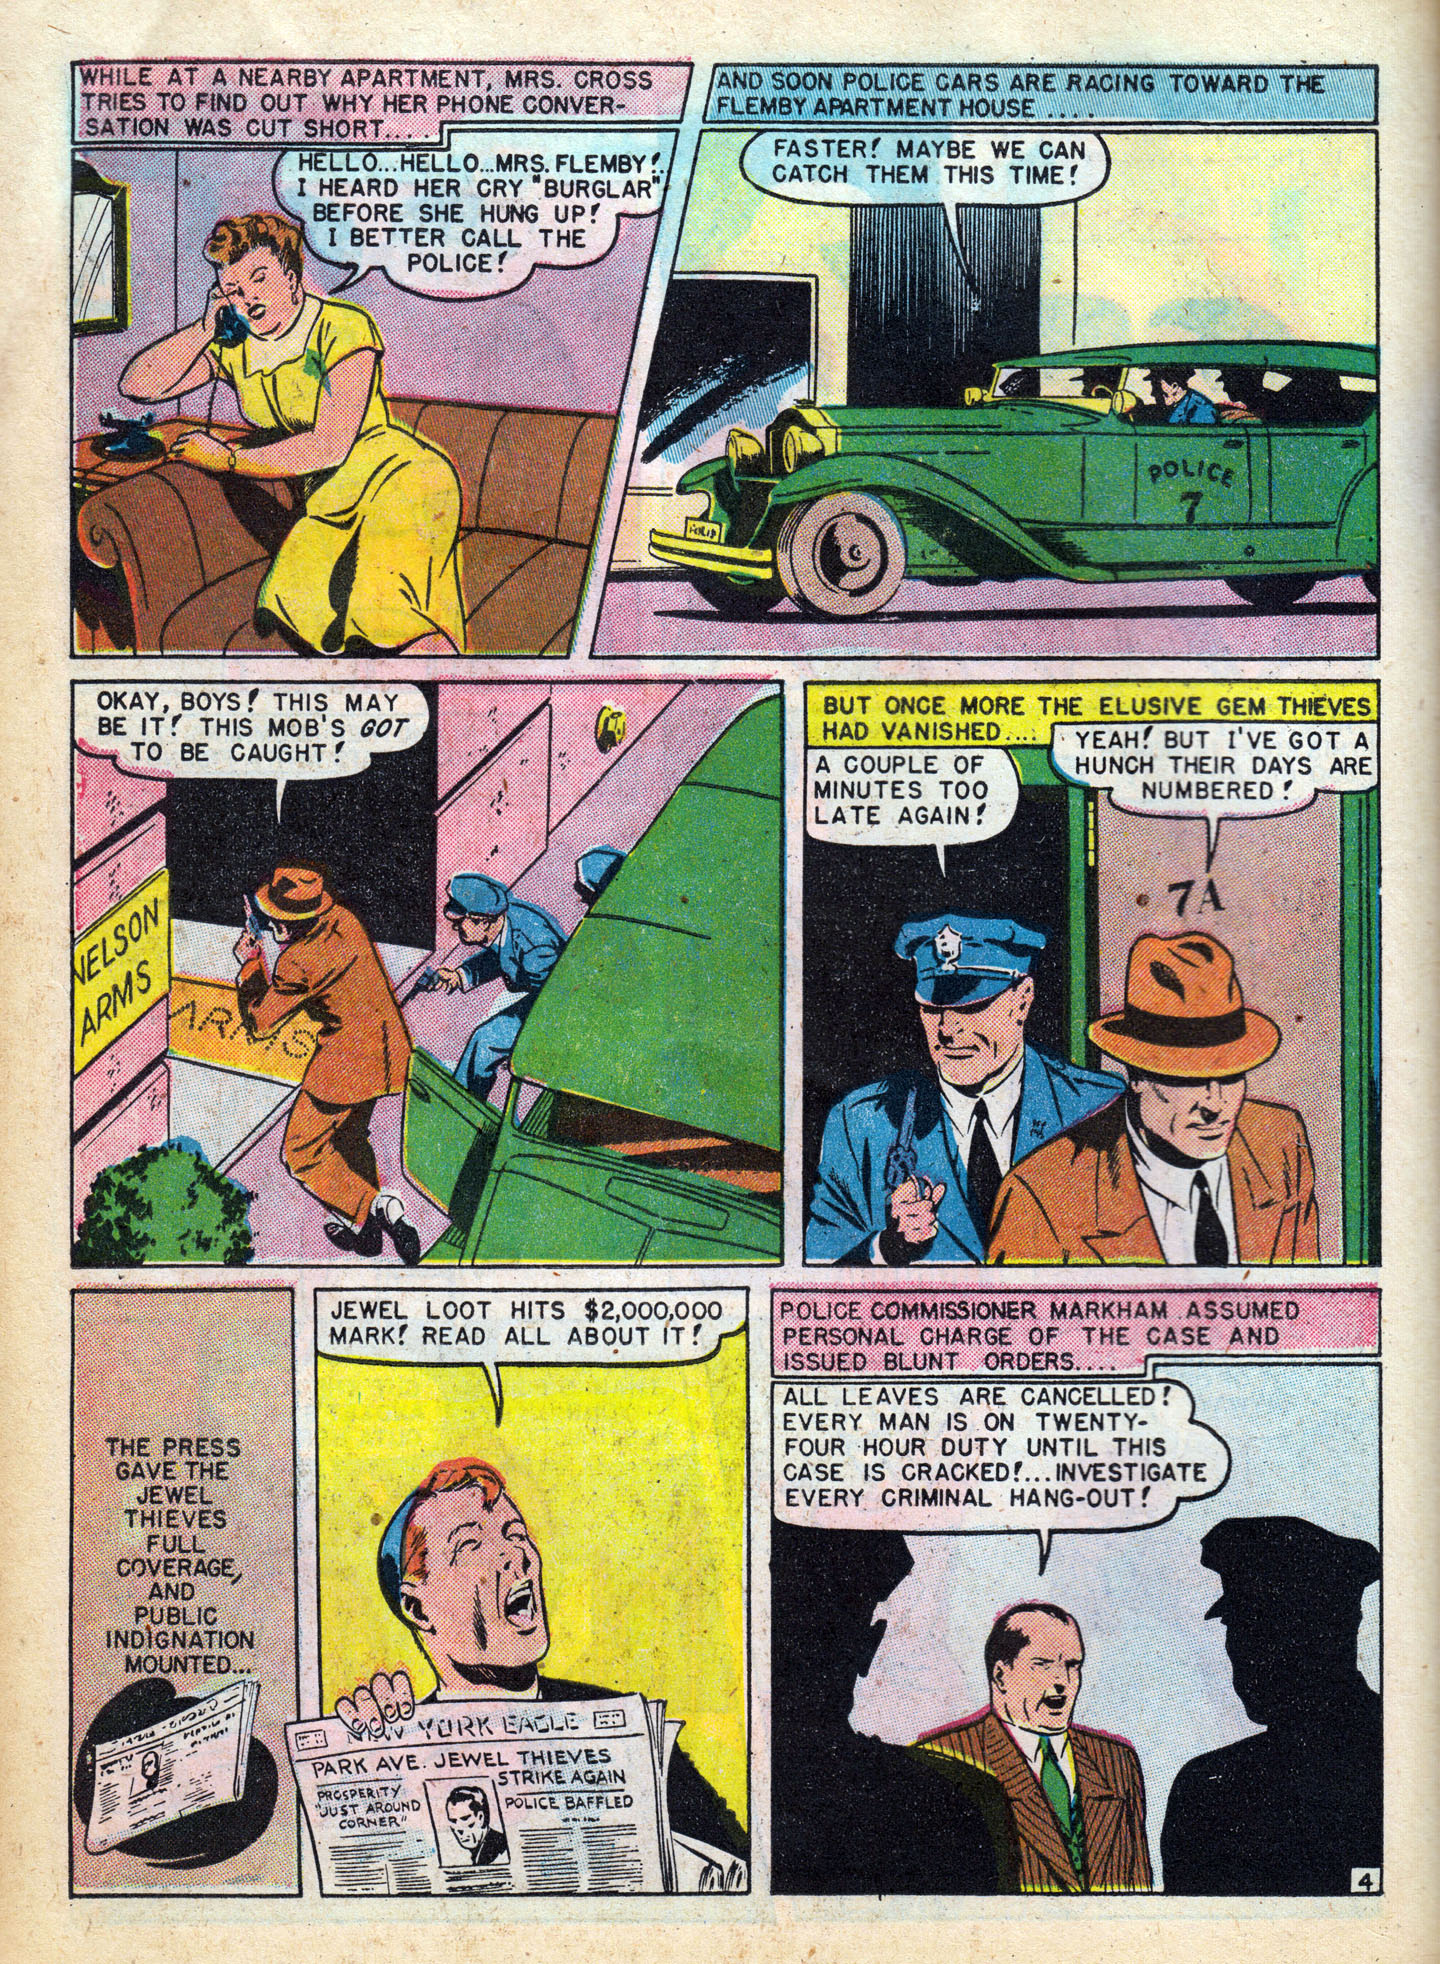 WHILE AT A NEARBY APARTMENT, MRS. CROSS
TRIES TO FIND OUT WHY HER PHONE CONVER-
SATION WAS CUT SHORT....
HELLO...HELLO...MRS. FLEMBY!
I HEARD HER CRY "BURGLAR"
BEFORE SHE HUNG UP!
I BETTER CALL THE
POLICE!
AND SOON POLICE CARS ARE RACING TOWARD THE
FLEMBY APARTMENT HOUSE ....
FASTER! MAYBE WE CAN
CATCH THEM THIS TIME!
POLICE
7
OKAY, BOYS! THIS MAY
BE IT! THIS MOB'S GOT
TO BE CAUGHT!
NELSON
ARMS
ARMS
BUT ONCE MORE THE ELUSIVE GEM THIEVES
HAD VANISHED....
A COUPLE OF
MINUTES TOO
LATE AGAIN!
YEAH! BUT I'VE GOT A
HUNCH THEIR DAYS ARE
NUMBERED!
7A
THE PRESS
GAVE THE
JEWEL
THIEVES
FULL
COVERAGE,
AND
PUBLIC
INDIGNATION
MOUNTED...
JEWEL LOOT HITS $2,000,000
MARK! READ ALL ABOUT IT!
NEW YORK EAGLE
PARK AVE. JEWEL THIEVES
STRIKE AGAIN
PROSPERITY
"JUST AROUND
CORNER"
POLICE BAFFLED
POLICE COMMISSIONER MARKHAM ASSUMED
PERSONAL CHARGE OF THE CASE AND
ISSUED BLUNT ORDERS....
ALL LEAVES ARE CANCELLED!
EVERY MAN IS ON TWENTY-
FOUR HOUR DUTY UNTIL THIS
CASE IS CRACKED!...INVESTIGATE
EVERY CRIMINAL HANG-OUT!
4